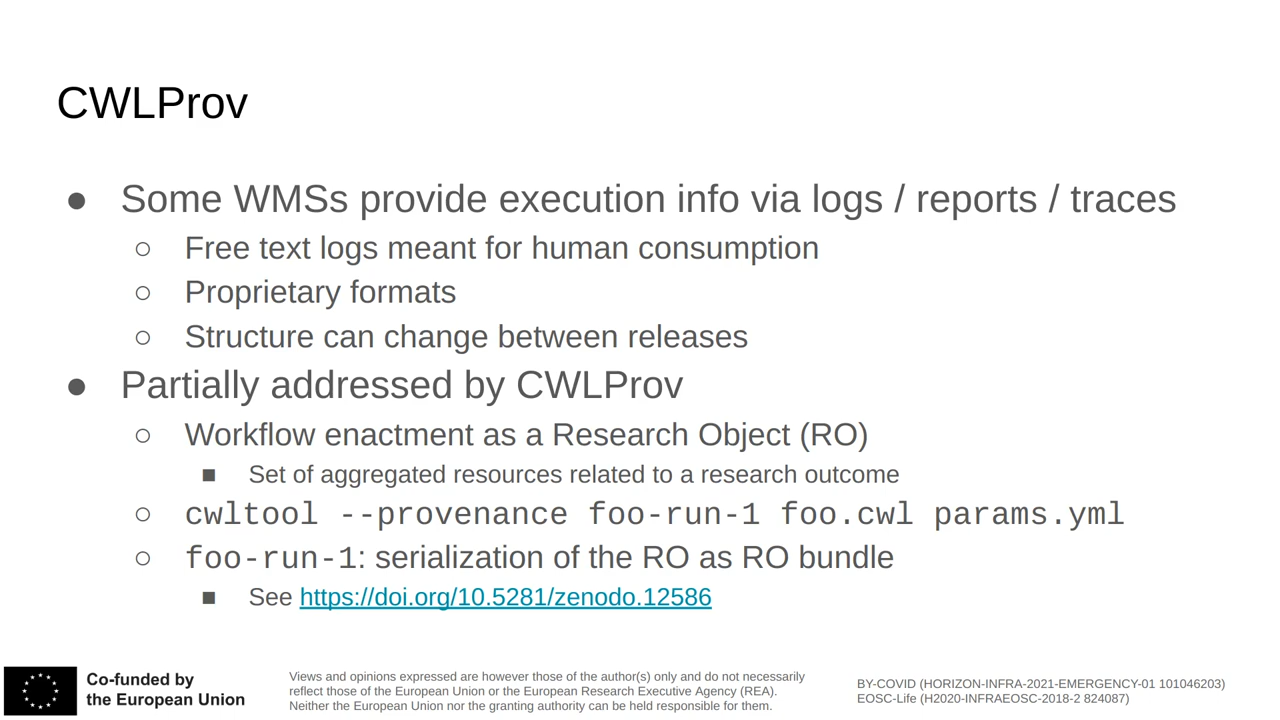 CWLProv
● Some WMSs provide execution info via logs / reports / traces
○ Free text logs meant for human consumption
○ Proprietary formats
○ Structure can change between releases
● Partially addressed by CWLProv
○ Workflow enactment as a Research Object (RO)
■ Set of aggregated resources related to a research outcome
○ cwltool --provenance foo-run-1 foo.cwl params.yml
○ foo-run-1: serialization of the RO as RO bundle
■ See https://doi.org/10.5281/zenodo.12586
Co-funded by
the European Union
Views and opinions expressed are however those of the author(s) only and do not necessarily
reflect those of the European Union or the European Research Executive Agency (REA).
Neither the European Union nor the granting authority can be held responsible for them.
BY-COVID (HORIZON-INFRA-2021-EMERGENCY-01 101046203)
EOSC-Life (H2020-INFRAEOSC-2018-2 824087)